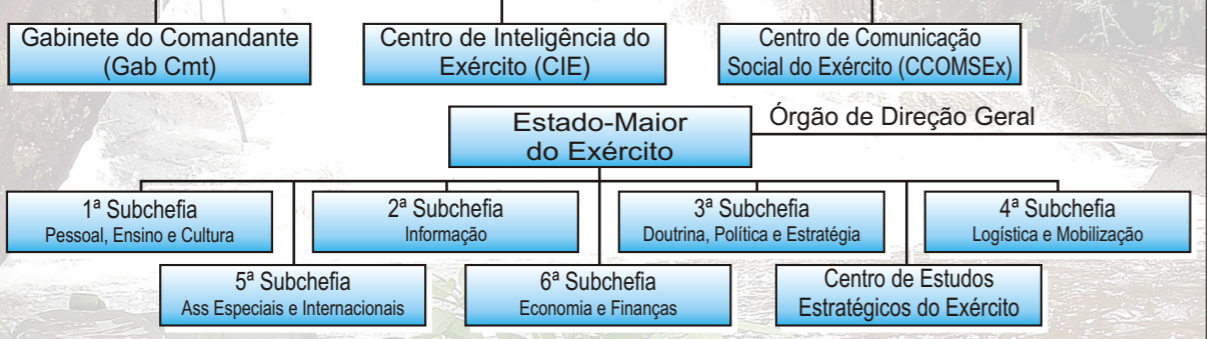 Gabinete do Comandante
(Gab Cmt)
Centro de Inteligência do
Exército (CIE)
Centro de Comunicação
Social do Exército (CCOMSEx)
Estado-Maior
do Exército
Órgão de Direção Geral
1ª Subchefia
Pessoal, Ensino e Cultura
2ª Subchefia
Informação
3ª Subchefia
Doutrina, Política e Estratégia
4ª Subchefia
Logística e Mobilização
5ª Subchefia
Ass Especiais e Internacionais
6ª Subchefia
Economia e Finanças
Centro de Estudos
Estratégicos do Exército